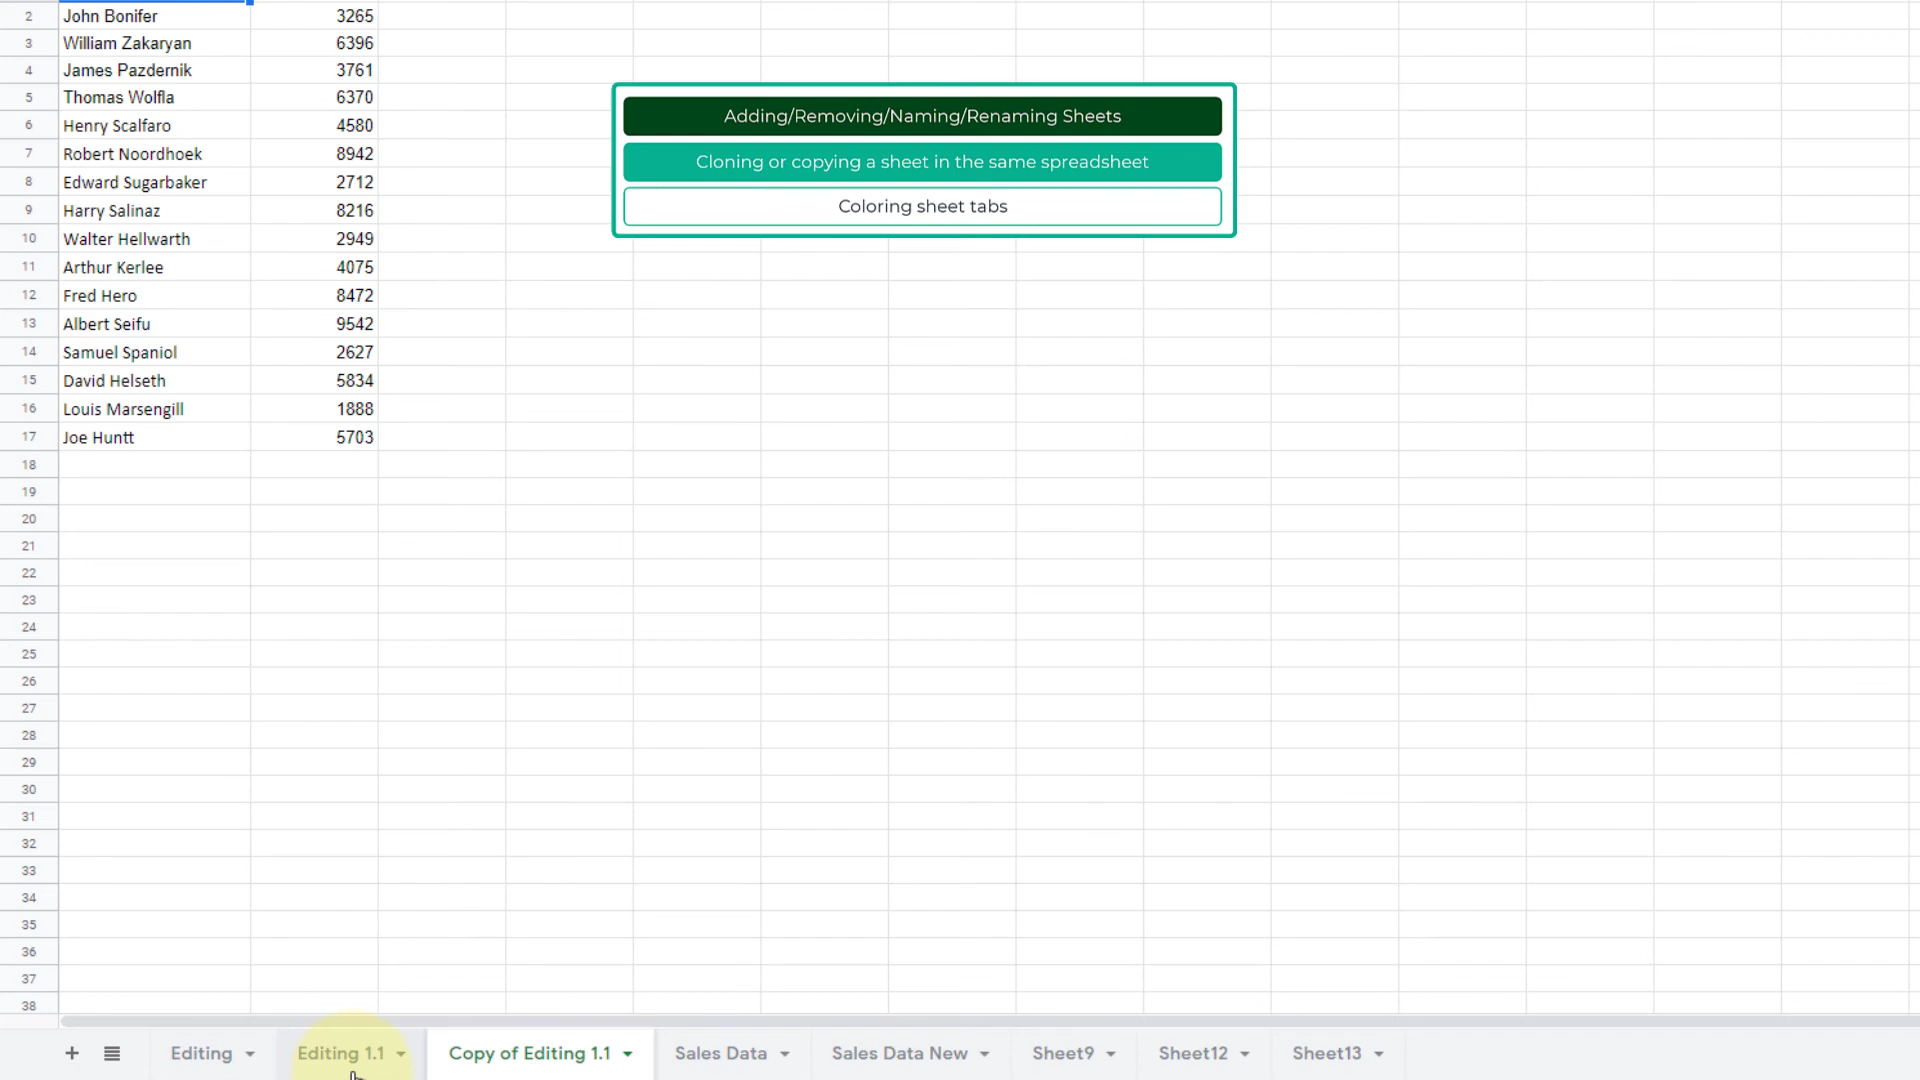 2 John Bonifer 3265
3 William Zakaryan 6396
4 James Pazdernik 3761
5 Thomas Wolfla 6370
Adding/Removing/Naming/Renaming Sheets
6 Henry Scalfaro 4580
7 Robert Noordhoek 8942
Cloning or copying a sheet in the same spreadsheet
8 Edward Sugarbaker 2712
9 Harry Salinaz 8216
Coloring sheet tabs
10 Walter Hellwarth 2949
11 Arthur Kerlee 4075
12 Fred Hero 8472
13 Albert Seifu 9542
14 Samuel Spaniol 2627
15 David Helseth 5834
16 Louis Marsengill 1888
17 Joe Huntt 5703
18
19
20
21
22
23
24
25
26
27
28
29
30
31
32
33
34
35
36
37
38
Editing Editing 1.1 Copy of Editing 1.1 Sales Data Sales Data New Sheet9 Sheet12 Sheet13